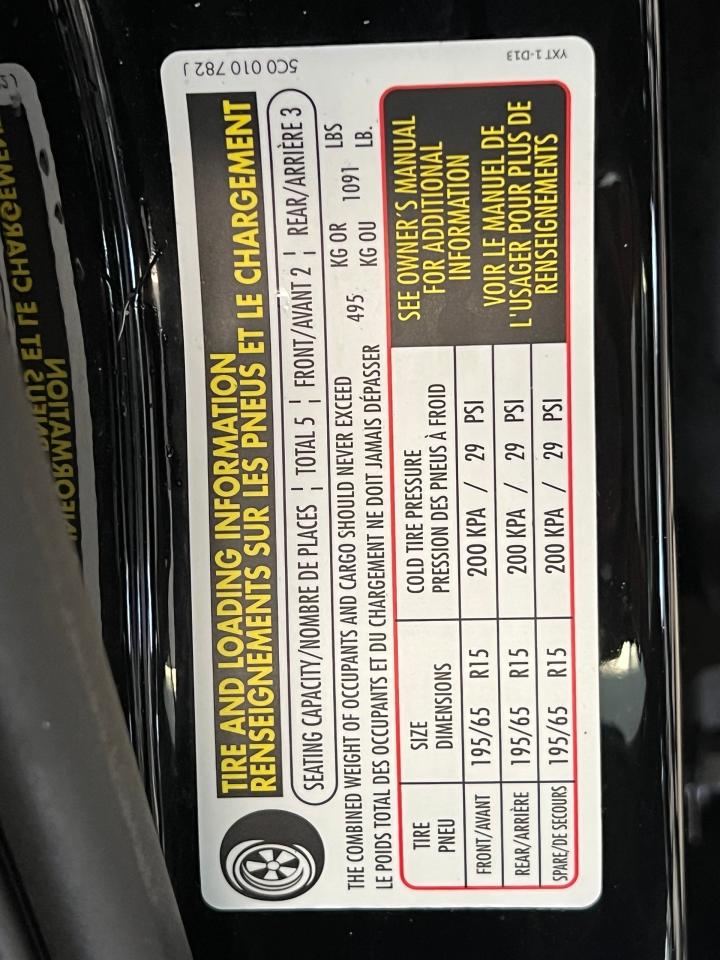 5C0 010 782 J
YXT 1-D13
TIRE AND LOADING INFORMATION
RENSEIGNEMENTS SUR LES PNEUS ET LE CHARGEMENT
SEATING CAPACITY/NOMBRE DE PLACES ¦ TOTAL 5 ¦ FRONT/AVANT 2 ¦ REAR/ARRIÈRE 3
THE COMBINED WEIGHT OF OCCUPANTS AND CARGO SHOULD NEVER EXCEED KG OR LBS
495 1091
LE POIDS TOTAL DES OCCUPANTS ET DU CHARGEMENT NE DOIT JAMAIS DÉPASSER KG OU LB.
TIRE SIZE COLD TIRE PRESSURE
PNEU DIMENSIONS PRESSION DES PNEUS À FROID
FRONT/AVANT 195/65 R15 200 KPA / 29 PSI
REAR/ARRIÈRE 195/65 R15 200 KPA / 29 PSI
SPARE/DE SECOURS 195/65 R15 200 KPA / 29 PSI
SEE OWNER'S MANUAL
FOR ADDITIONAL
INFORMATION
VOIR LE MANUEL DE
L'USAGER POUR PLUS DE
RENSEIGNEMENTS
INFORMATION
PNEUS ET LE CHARGEMENT